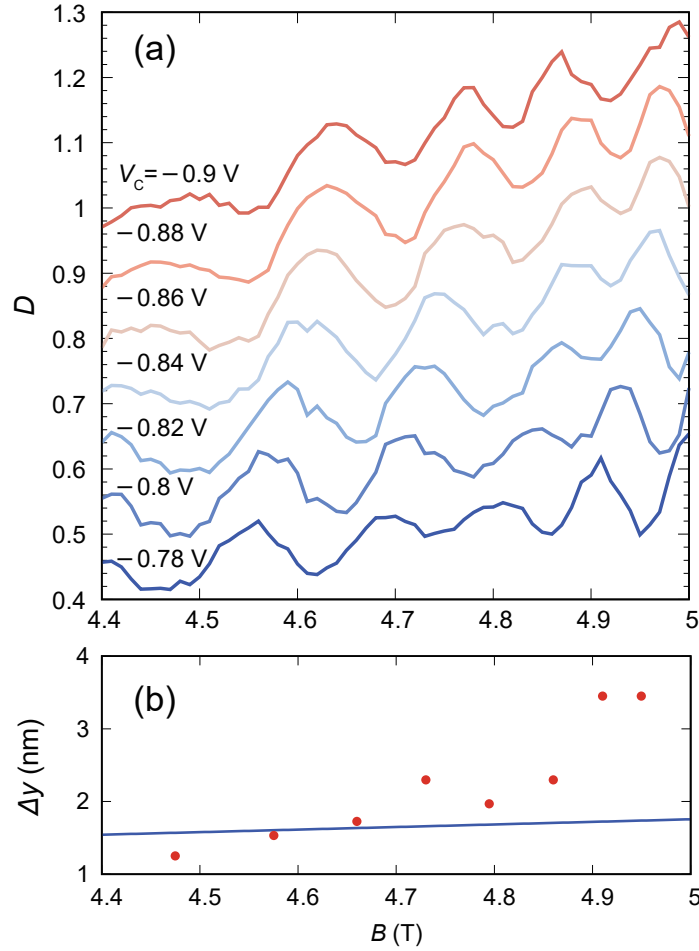 1.3
(a)
1.2
1.1
V_C=−0.9 V
1
−0.88 V
0.9
−0.86 V
D
0.8
−0.84 V
0.7
−0.82 V
0.6
−0.8 V
0.5
−0.78 V
0.4
4.4 4.5 4.6 4.7 4.8 4.9 5
4
(b)
3
Δy (nm)
2
1
4.4 4.5 4.6 4.7 4.8 4.9 5
B (T)